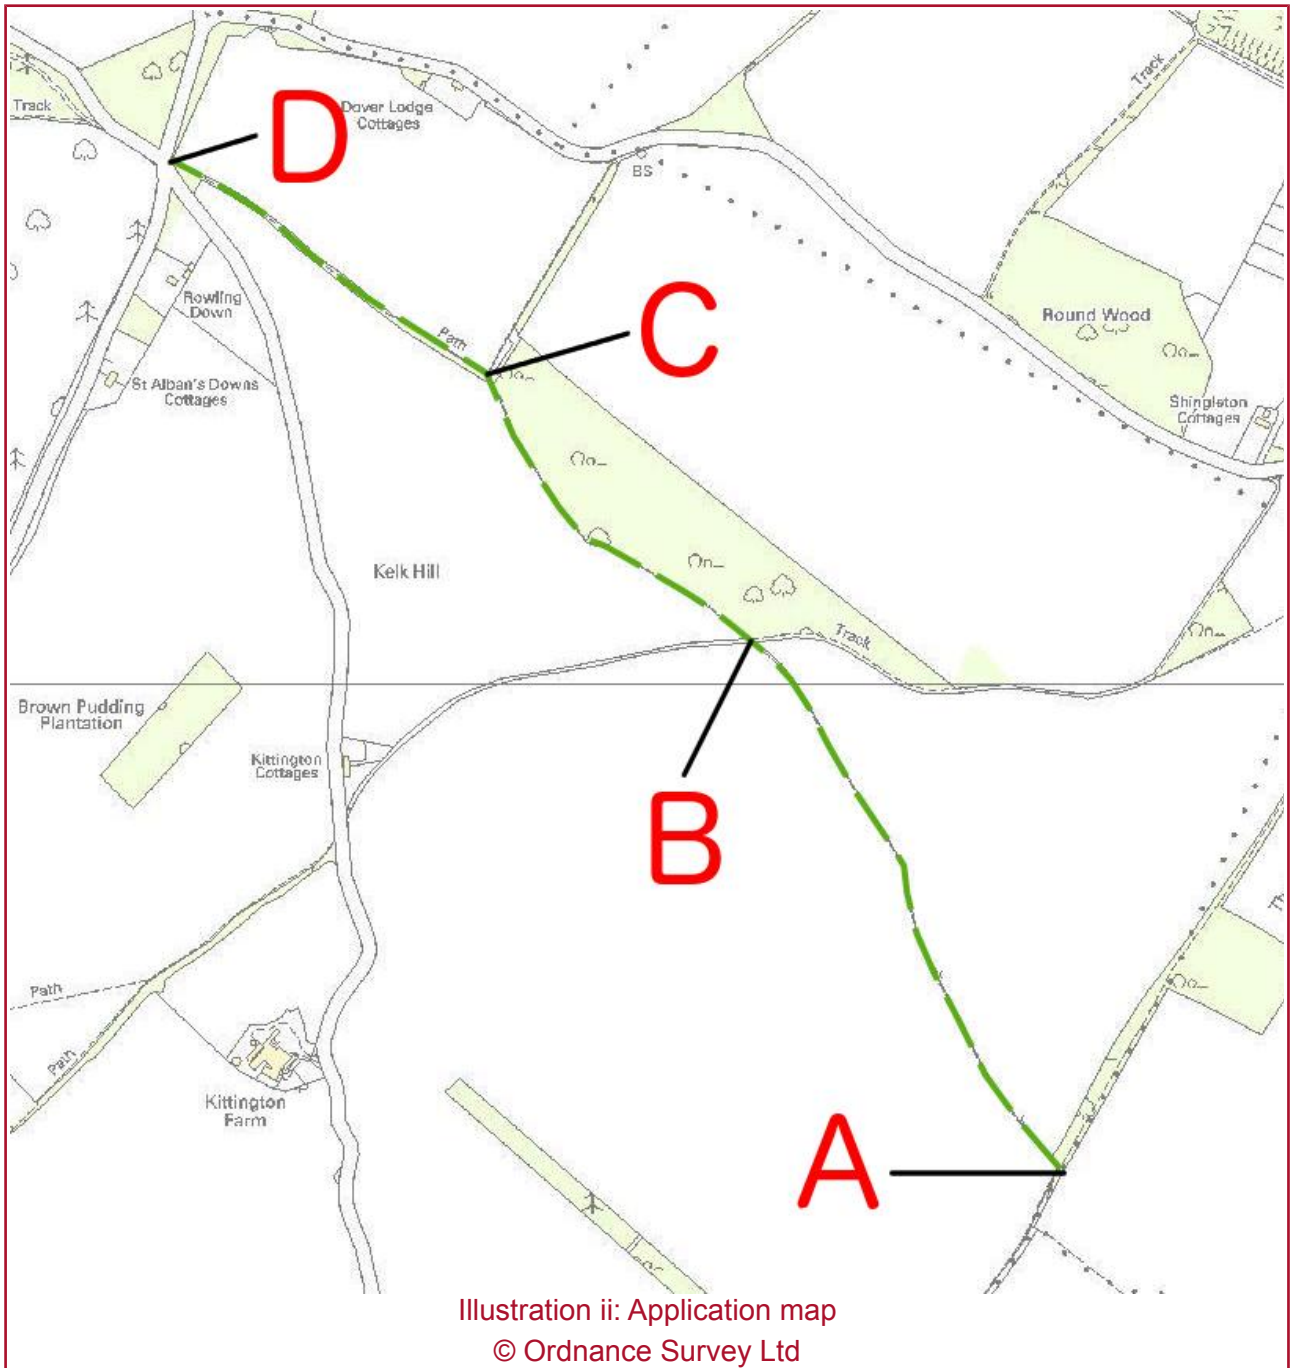 Track
D
Dover Lodge
Cottages
BS
Track
Rowling
Down
C
Path
Round Wood
St Alban's Downs
Cottages
Shingleton
Cottages
Kelk Hill
Track
Brown Pudding
Plantation
Kittington
Cottages
B
Path
Path
Kittington
Farm
A
Illustration ii: Application map
© Ordnance Survey Ltd